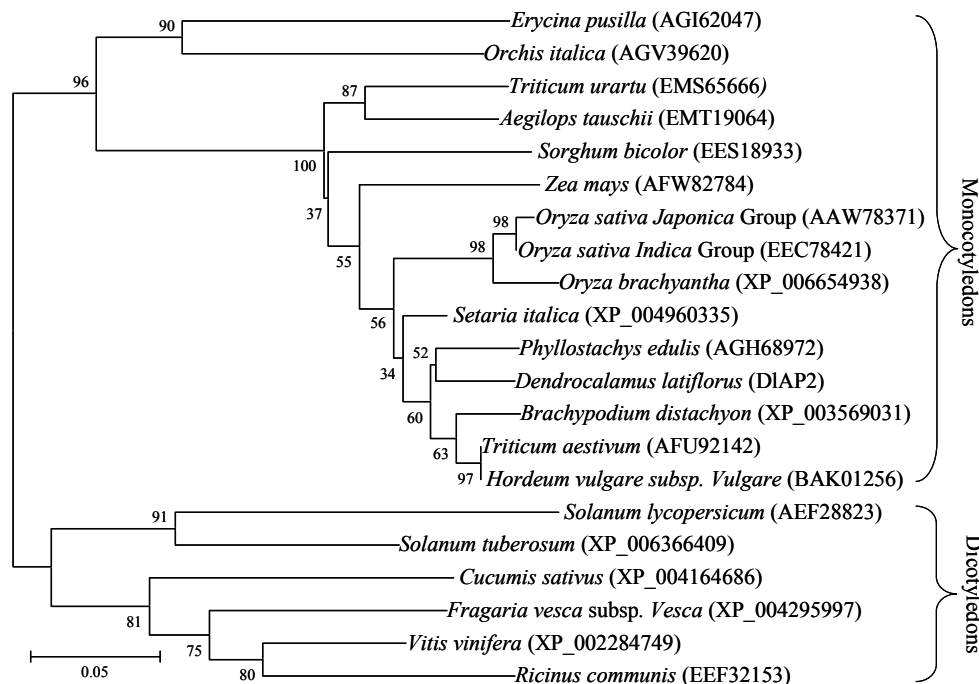 Erycina pusilla (AGI62047)
90
Orchis italica (AGV39620)
96
Triticum urartu (EMS65666)
87
Aegilops tauschii (EMT19064)
Sorghum bicolor (EES18933)
100
Zea mays (AFW82784)
37
Oryza sativa Japonica Group (AAW78371)
98
Oryza sativa Indica Group (EEC78421)
98
55
Oryza brachyantha (XP_006654938)
Setaria italica (XP_004960335)
56
Phyllostachys edulis (AGH68972)
52
34
Dendrocalamus latiflorus (DlAP2)
Brachypodium distachyon (XP_003569031)
60
Triticum aestivum (AFU92142)
63
Hordeum vulgare subsp. Vulgare (BAK01256)
97
Monocotyledons
Solanum lycopersicum (AEF28823)
91
Solanum tuberosum (XP_006366409)
Cucumis sativus (XP_004164686)
Fragaria vesca subsp. Vesca (XP_004295997)
81
Vitis vinifera (XP_002284749)
75
Ricinus communis (EEF32153)
80
Dicotyledons
0.05